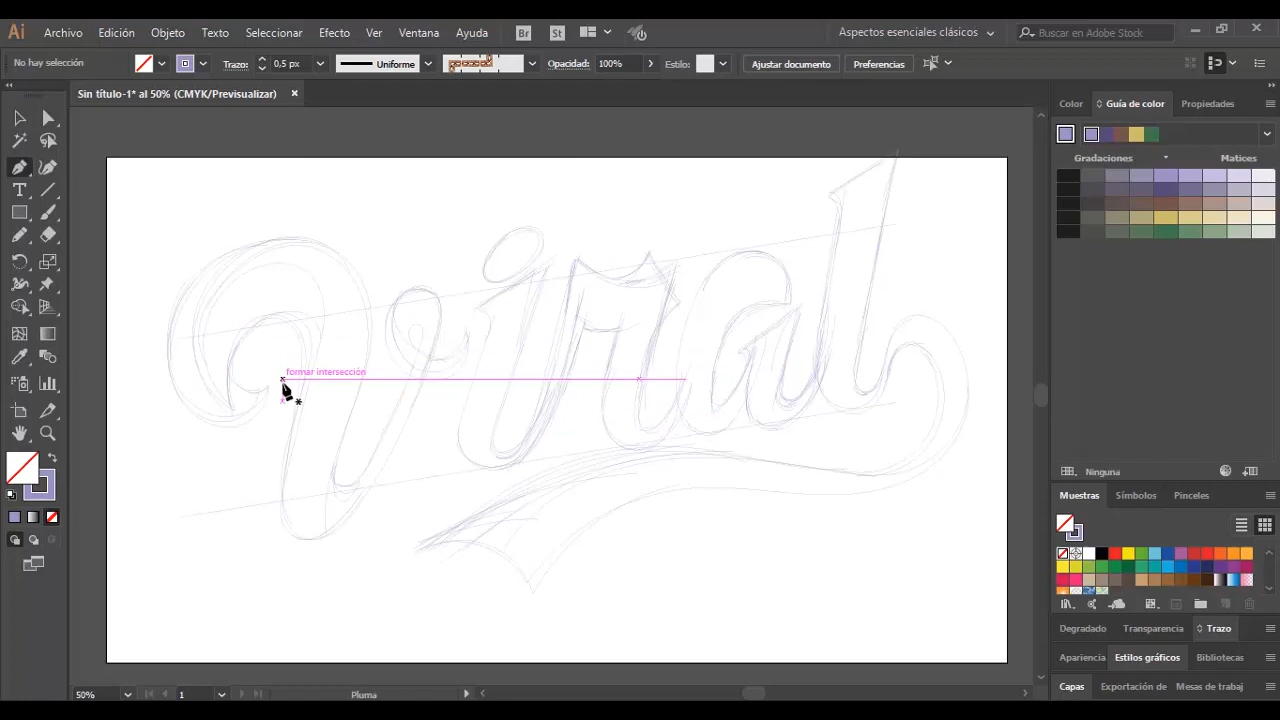 Ai Archivo Edición Objeto Texto Seleccionar Efecto Ver Ventana Ayuda Br St Aspectos esenciales clásicos Buscar en Adobe Stock
No hay selección Trazo: 0,5 px Uniforme Opacidad: 100% Estilo: Ajustar documento Preferencias
Sin título-1* al 50% (CMYK/Previsualizar)
Color Guía de color Propiedades
Gradaciones Matices
Viral
formar intersección
Ninguna
Muestras Símbolos Pinceles
Degradado Transparencia Trazo
Apariencia Estilos gráficos Bibliotecas
Capas Exportación de Mesas de trabaj
50% 1 Pluma